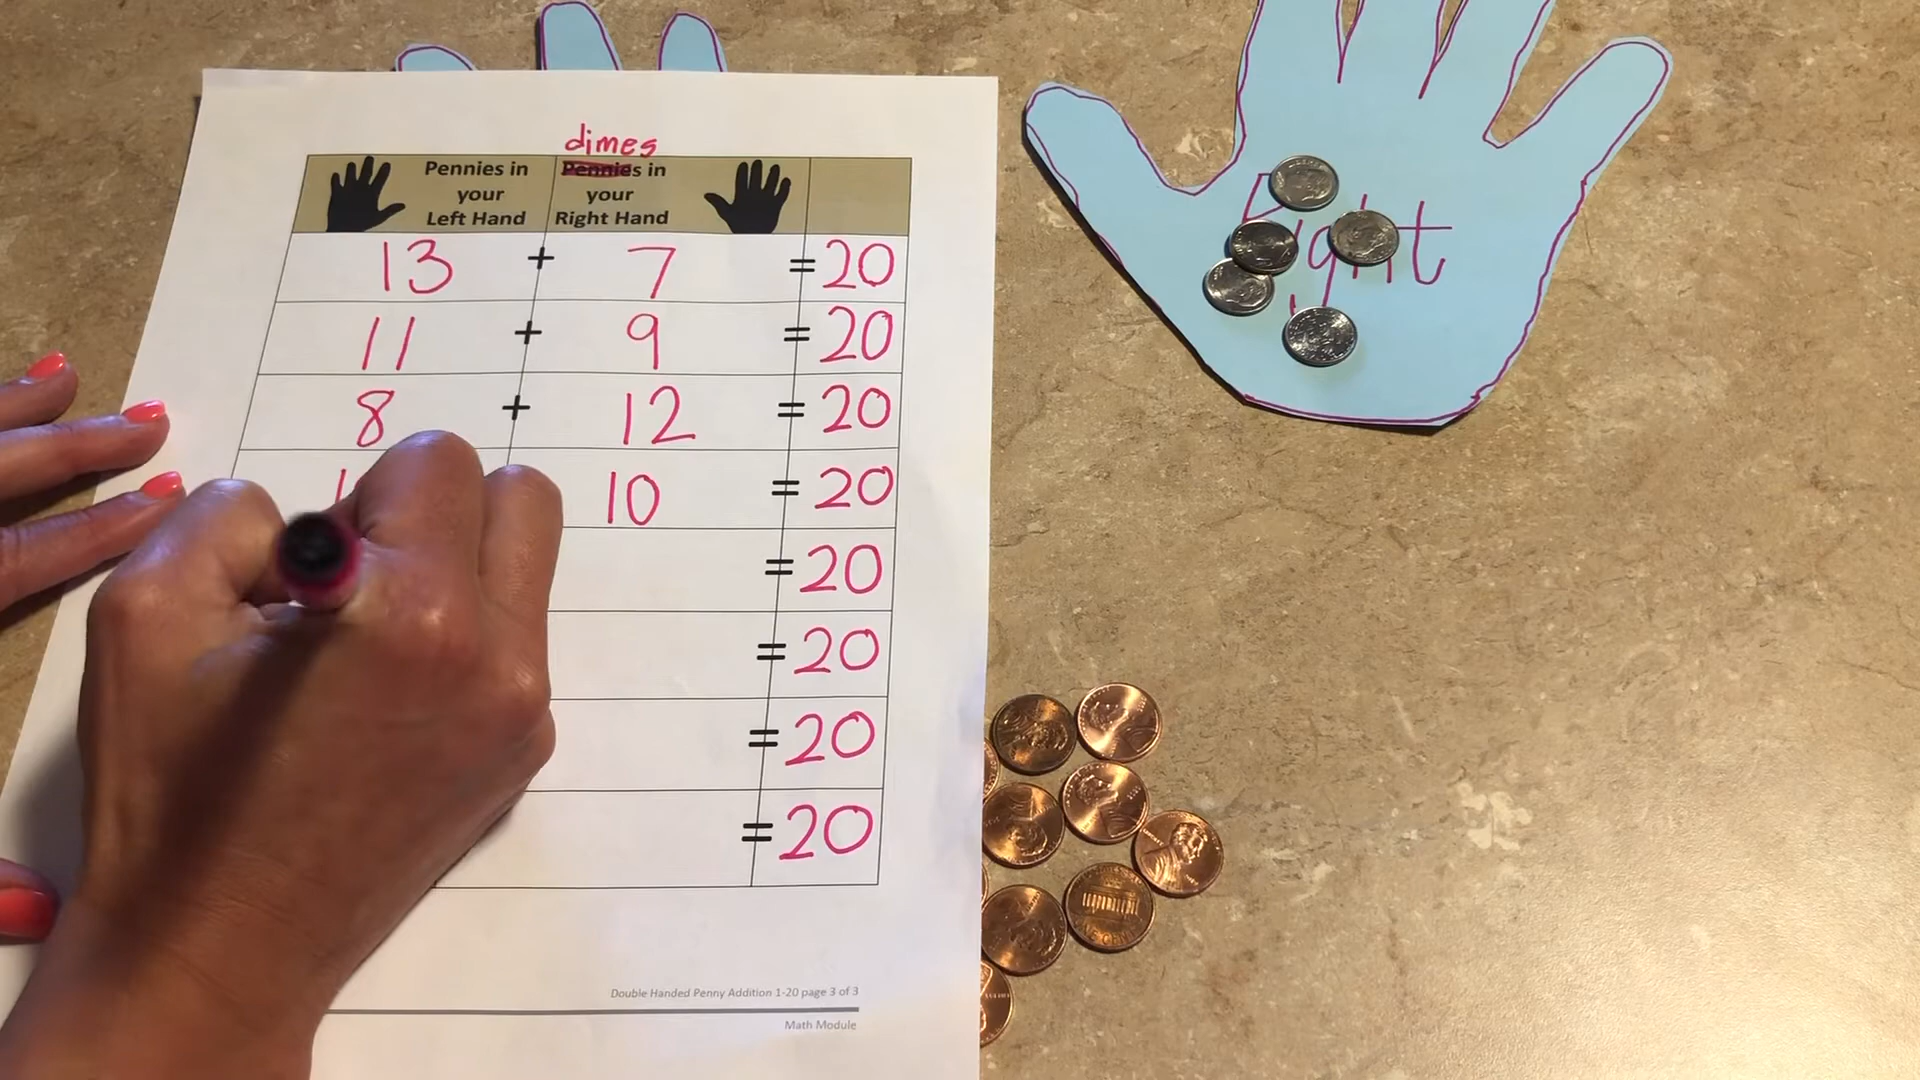 dimes
Pennies in your Left Hand
Pennies in your Right Hand
13 + 7 = 20
11 + 9 = 20
8 + 12 = 20
10 = 20
= 20
= 20
= 20
= 20
Double Handed Penny Addition 1-20 page 3 of 3
Math Module
Right